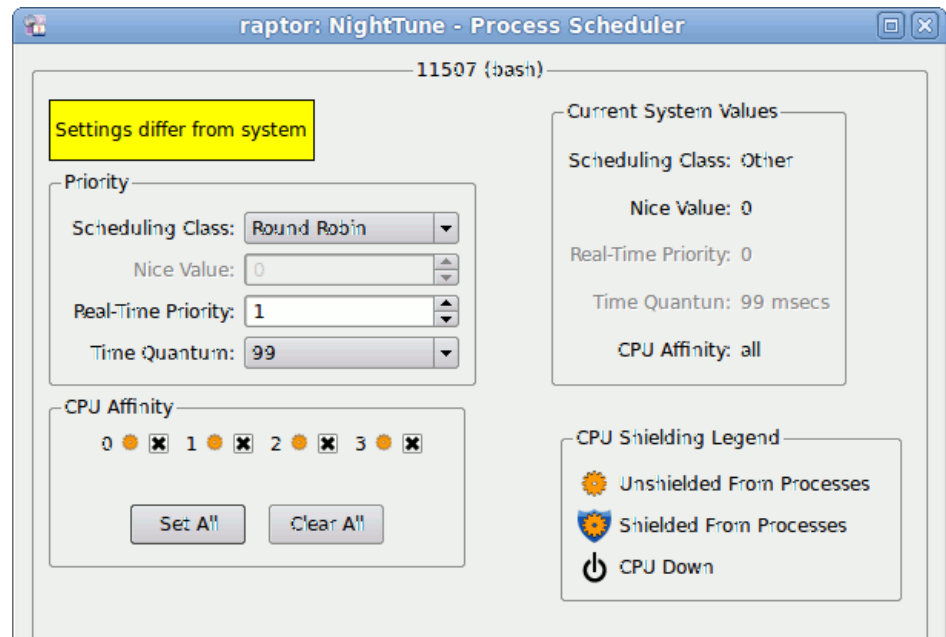 raptor: NightTune - Process Scheduler
11507 (bash)
Settings differ from system
Priority
Scheduling Class: Round Robin
Nice Value: 0
Real-Time Priority: 1
Time Quantum: 99
CPU Affinity
0 1 2 3
Set All Clear All
Current System Values
Scheduling Class: Other
Nice Value: 0
Real-Time Priority: 0
Time Quantun: 99 msecs
CPU Affinity: all
CPU Shielding Legend
Unshielded From Processes
Shielded From Processes
CPU Down